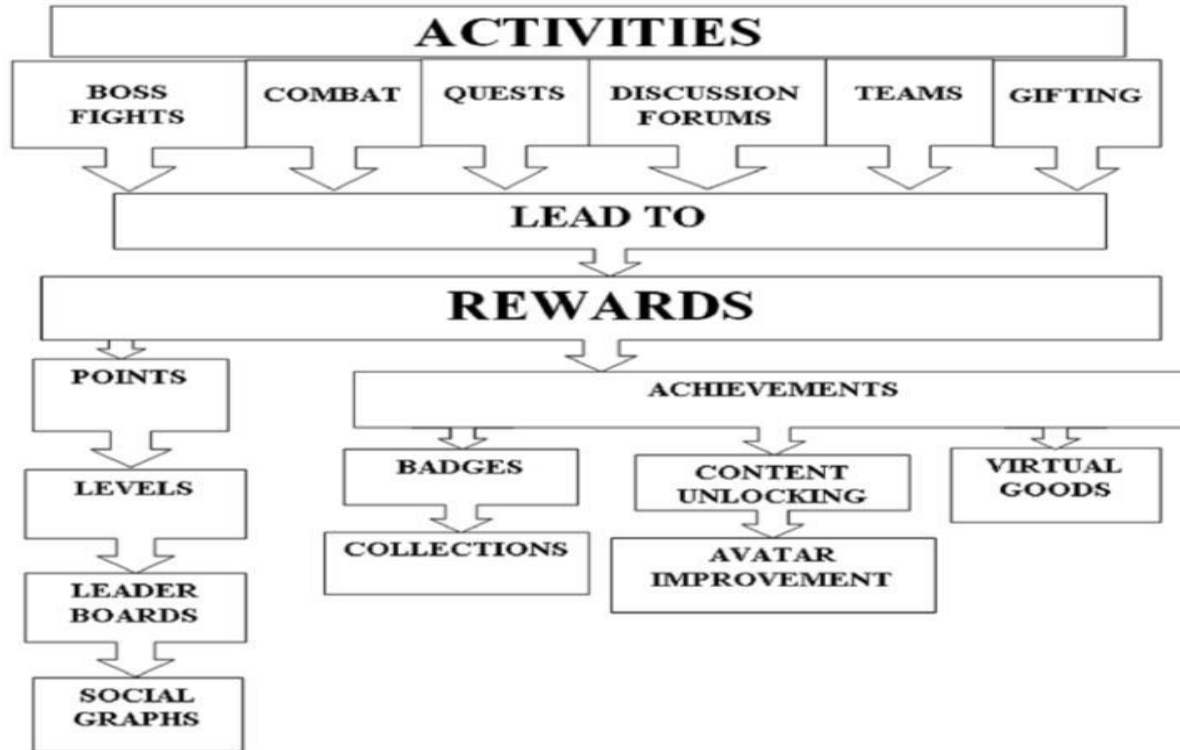 ACTIVITIES
BOSS
FIGHTS
COMBAT
QUESTS
DISCUSSION
FORUMS
TEAMS
GIFTING
LEAD TO
REWARDS
POINTS
LEVELS
LEADER
BOARDS
SOCIAL
GRAPHS
ACHIEVEMENTS
BADGES
COLLECTIONS
CONTENT
UNLOCKING
AVATAR
IMPROVEMENT
VIRTUAL
GOODS